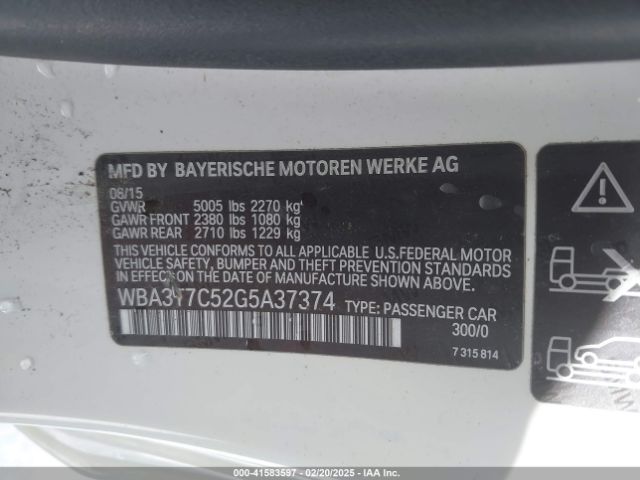 MFD BY BAYERISCHE MOTOREN WERKE AG
08/15
GVWR 5005 lbs 2270 kg
GAWR FRONT 2380 lbs 1080 kg
GAWR REAR 2710 lbs 1229 kg
THIS VEHICLE CONFORMS TO ALL APPLICABLE U.S.FEDERAL MOTOR
VEHICLE SAFETY, BUMPER AND THEFT PREVENTION STANDARDS
IN EFFECT ON THE DATE OF MANUFACTURE SHOWN ABOVE.
TYPE: PASSENGER CAR
300/0
7 315 814
000-41583597 - 02/20/2025 - IAA Inc.